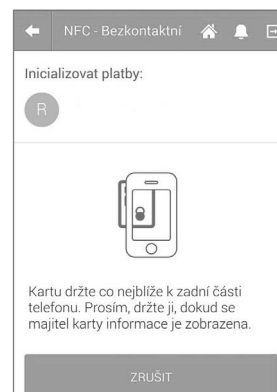 NFC - Bezkontaktní
Inicializovat platby:
R
Kartu držte co nejblíže k zadní části
telefonu. Prosím, držte ji, dokud se
majitel karty informace je zobrazena.
ZRUŠIT